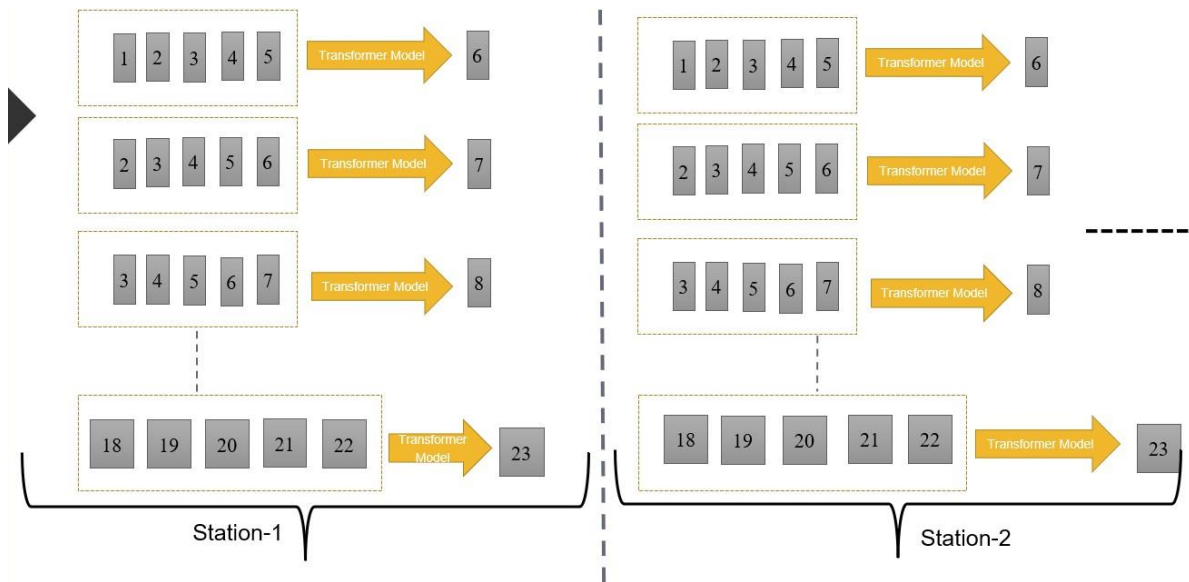 1 2 3 4 5 Transformer Model 6
2 3 4 5 6 Transformer Model 7
3 4 5 6 7 Transformer Model 8
18 19 20 21 22 Transformer Model 23
Station-1
1 2 3 4 5 Transformer Model 6
2 3 4 5 6 Transformer Model 7
3 4 5 6 7 Transformer Model 8
18 19 20 21 22 Transformer Model 23
Station-2